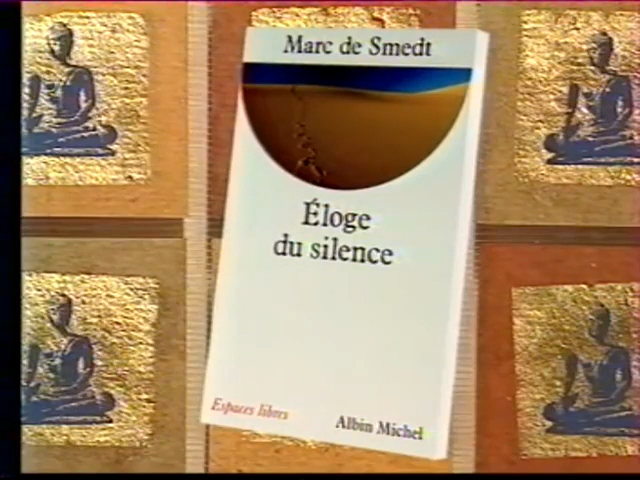 Marc de Smedt
Éloge
du silence
Espaces libres
Albin Michel